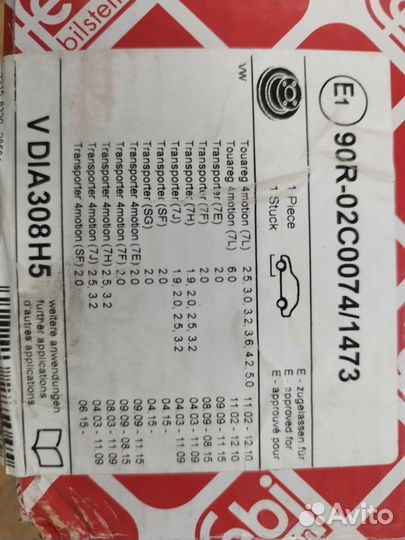 bilstein
E1 90R-02C0074/1473
1 Piece
1 Stück
E - zugelassen für
E - approved for
E - approuvé pour
VW
Touareg 4motion (7L) 2.5, 3.0, 3.2, 3.6, 4.2, 5.0 11.02 - 12.10
Touareg 4motion (7L) 6.0 11.02 - 12.10
Transporter (7E) 2.0 09.09 - 11.15
Transporter (7F) 2.0 08.09 - 08.15
Transporter (7H) 1.9, 2.0, 2.5, 3.2 04.03 - 11.09
Transporter (7J) 1.9, 2.0, 2.5, 3.2 04.03 - 11.09
Transporter (SF) 2.0 04.15 -
Transporter (SG) 2.0 04.15 -
Transporter 4motion (7E) 2.0 09.09 - 11.15
Transporter 4motion (7F) 2.0 09.09 - 08.15
Transporter 4motion (7H) 2.5, 3.2 08.03 - 11.09
Transporter 4motion (7J) 2.5, 3.2 04.03 - 11.09
Transporter 4motion (SF) 2.0 06.15 -
V DIA308H5
weitere anwendungen
further applications
d'autres applications
Avito